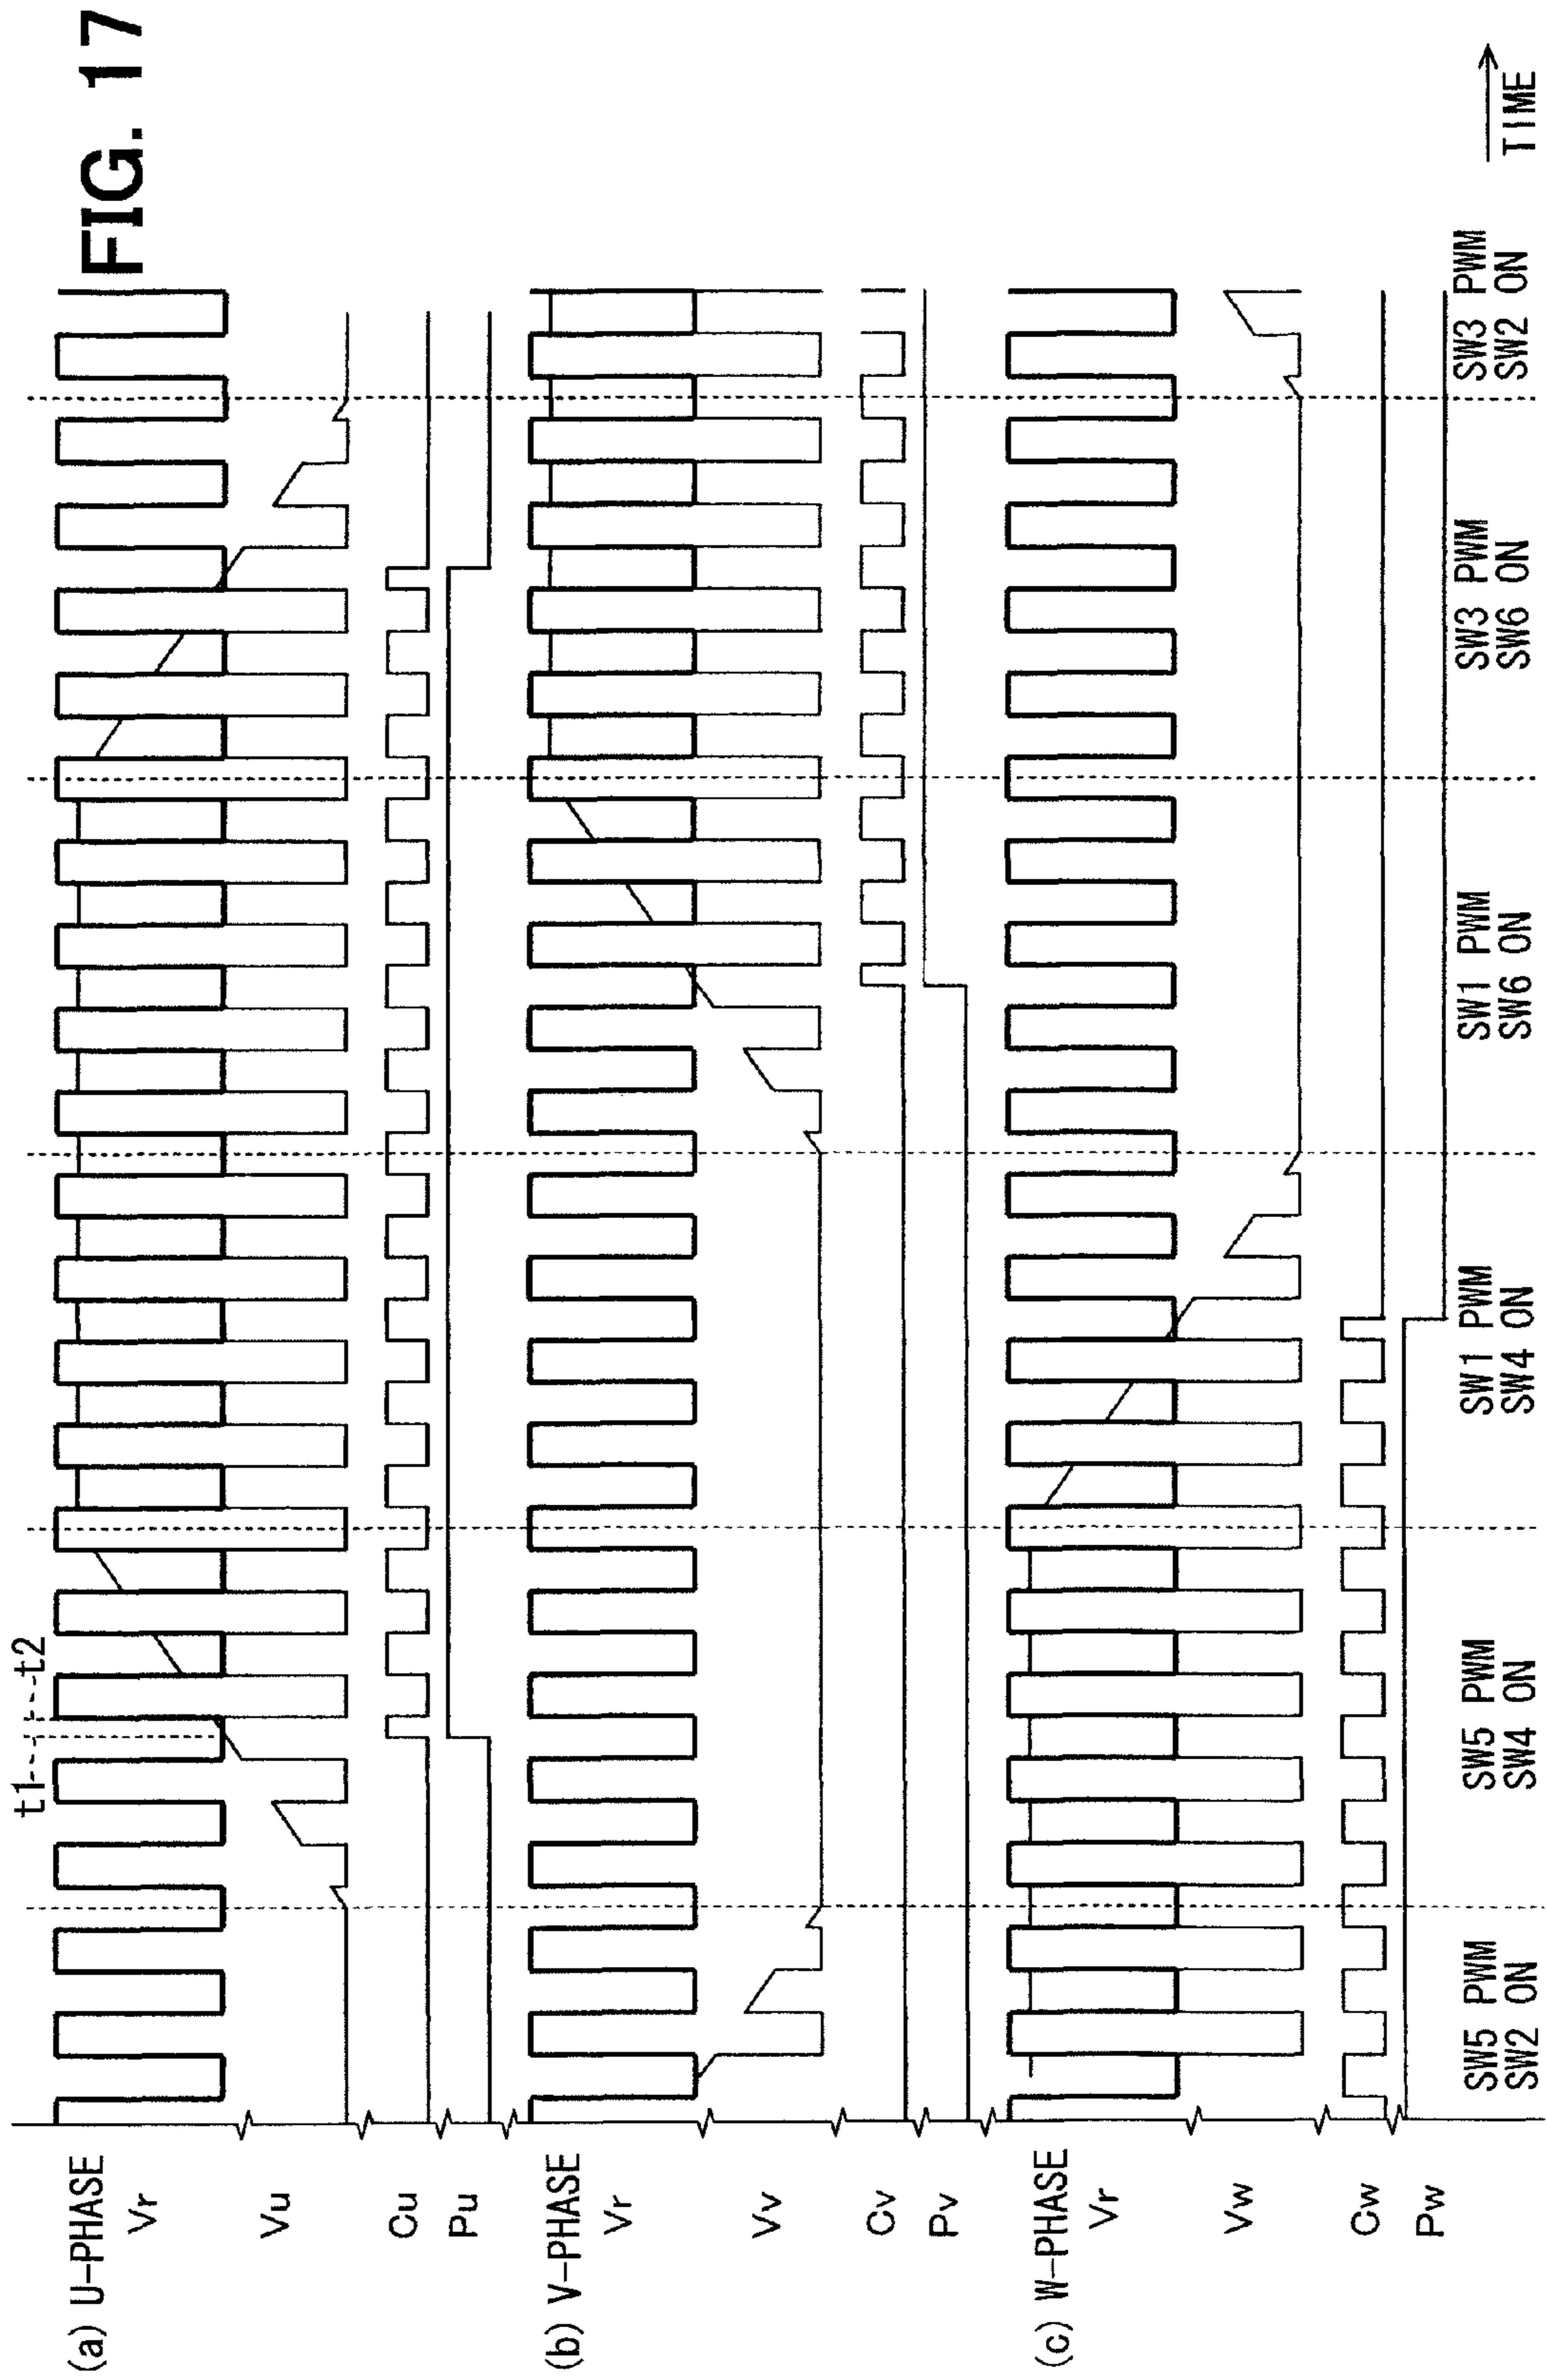 FIG. 17
t1
t2
(a) U-PHASE
Vr
Vu
Cu
Pu
(b) V-PHASE
Vr
Vv
Cv
Pv
(c) W-PHASE
Vr
Vw
Cw
Pw
SW5 PWM
SW2 ON
SW5 PWM
SW4 ON
SW1 PWM
SW4 ON
SW1 PWM
SW6 ON
SW3 PWM
SW6 ON
SW3 PWM
SW2 ON
TIME